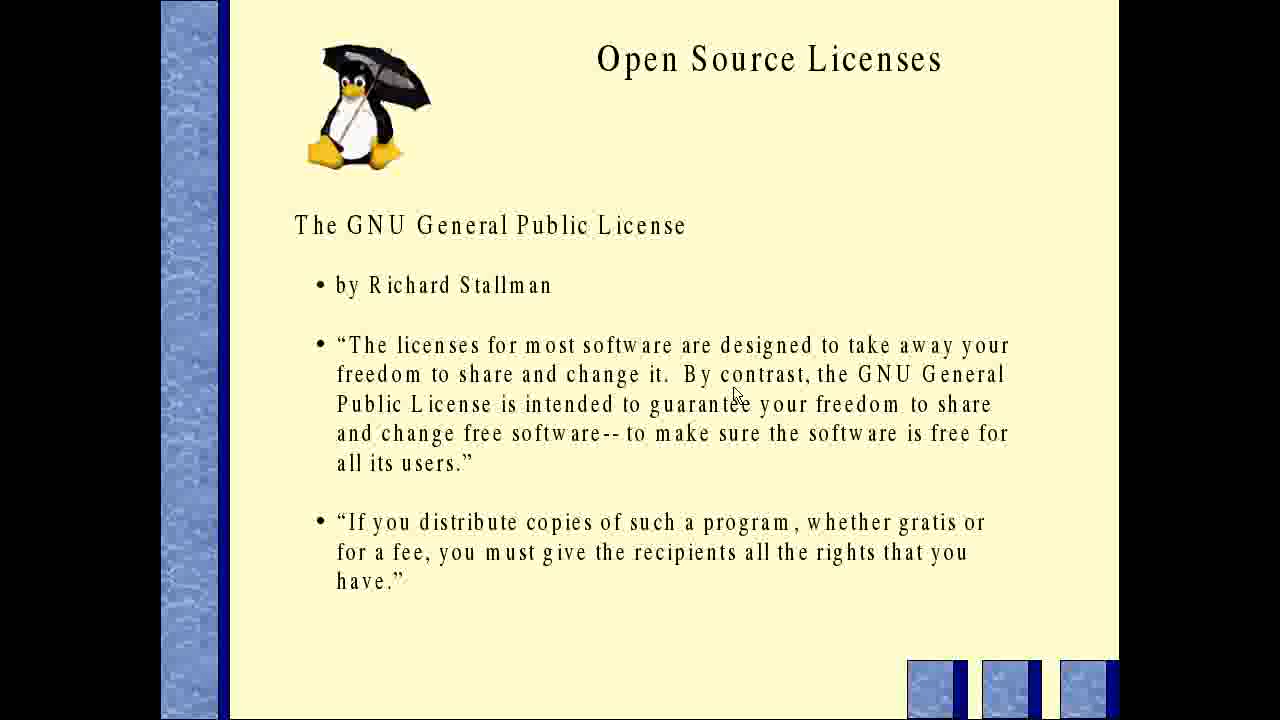 Open Source Licenses
The GNU General Public License
• by Richard Stallman
• “The licenses for most software are designed to take away your
freedom to share and change it.  By contrast, the GNU General
Public License is intended to guarantee your freedom to share
and change free software-- to make sure the software is free for
all its users.”
• “If you distribute copies of such a program, whether gratis or
for a fee, you must give the recipients all the rights that you
have.”